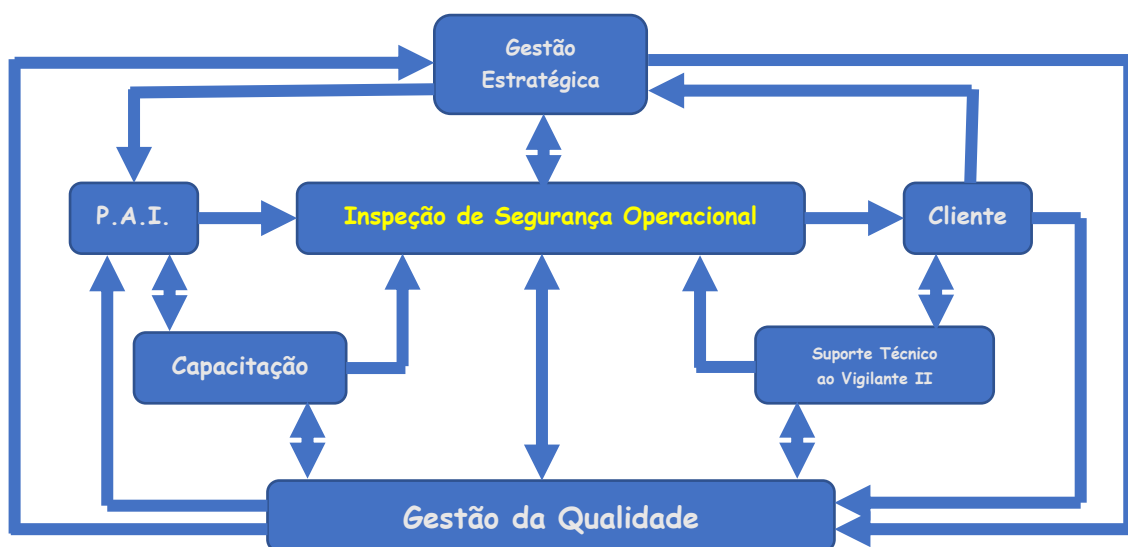 Gestão
Estratégica
P.A.I.
Inspeção de Segurança Operacional
Cliente
Capacitação
Suporte Técnico
ao Vigilante II
Gestão da Qualidade